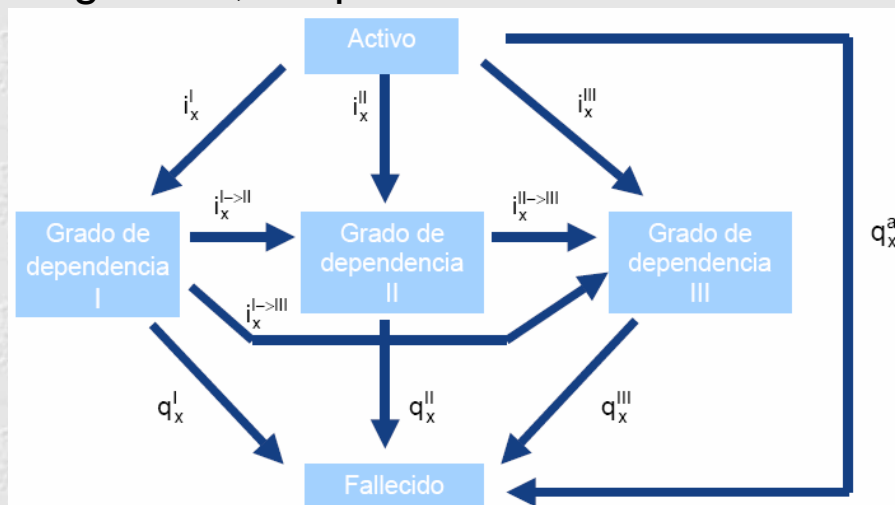 Activo
i_x^I
i_x^II
i_x^III
i_x^I->II
i_x^II->III
Grado de
dependencia
I
Grado de
dependencia
II
Grado de
dependencia
III
q_x^a
i_x^I->III
q_x^I
q_x^II
q_x^III
Fallecido